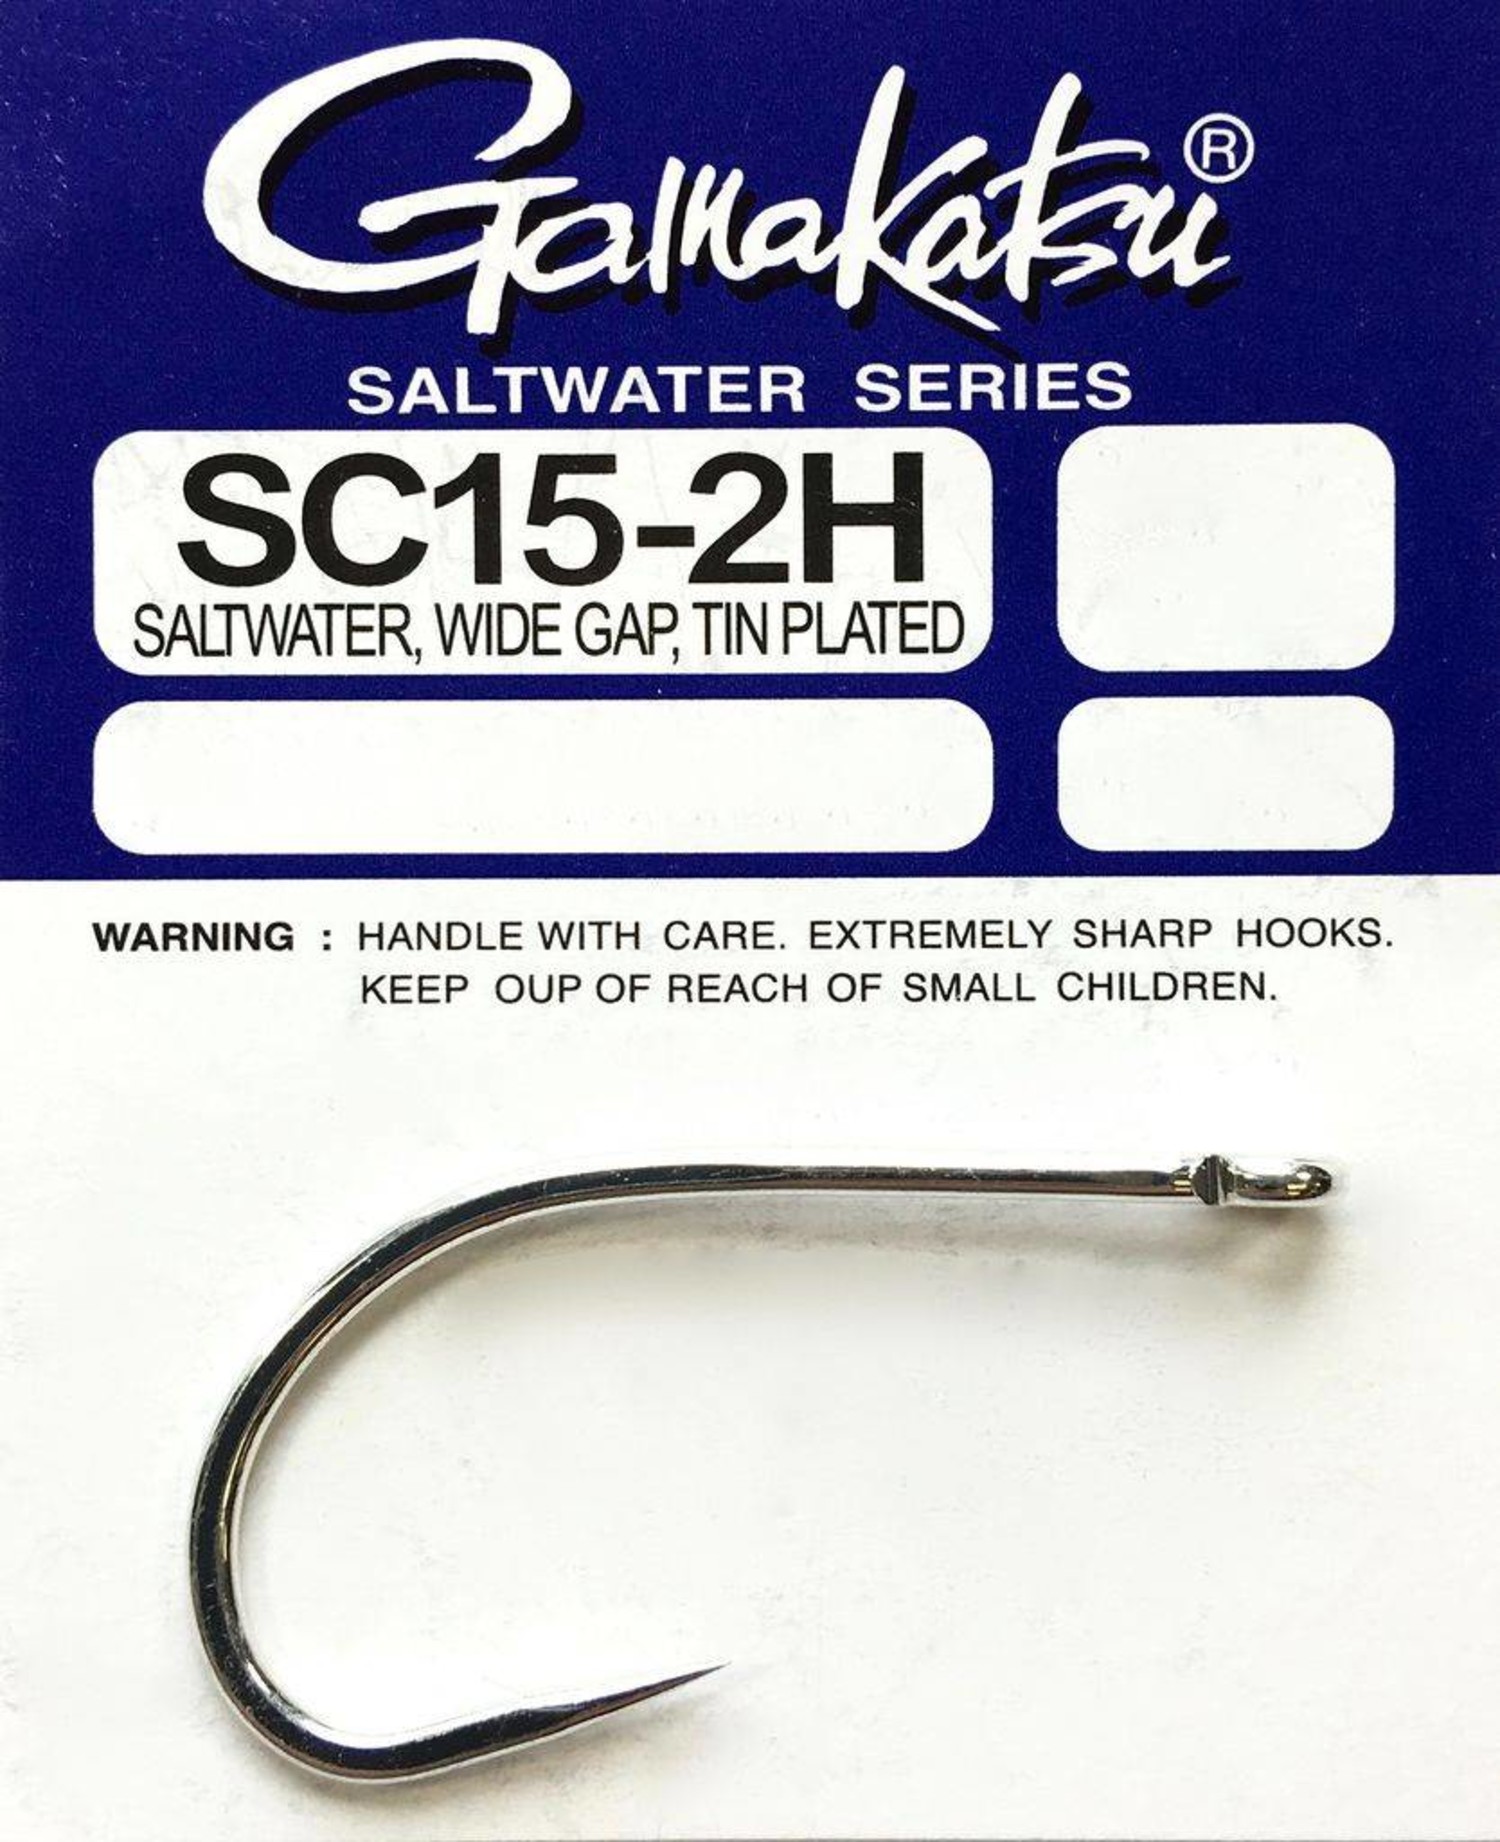 Gamakatsu®
SALTWATER SERIES
SC15-2H
SALTWATER, WIDE GAP, TIN PLATED
WARNING : HANDLE WITH CARE. EXTREMELY SHARP HOOKS.
KEEP OUP OF REACH OF SMALL CHILDREN.